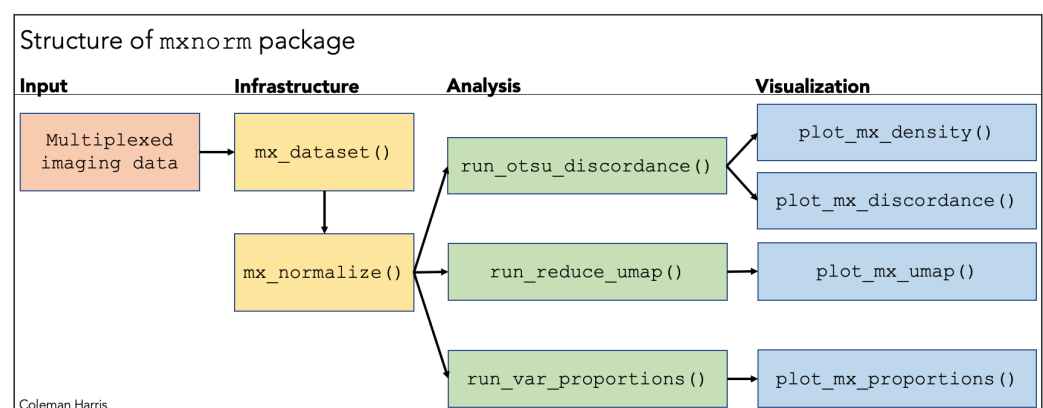 Structure of mxnorm package
Input
Infrastructure
Analysis
Visualization
Multiplexed
imaging data
mx_dataset()
mx_normalize()
run_otsu_discordance()
run_reduce_umap()
run_var_proportions()
plot_mx_density()
plot_mx_discordance()
plot_mx_umap()
plot_mx_proportions()
Coleman Harris